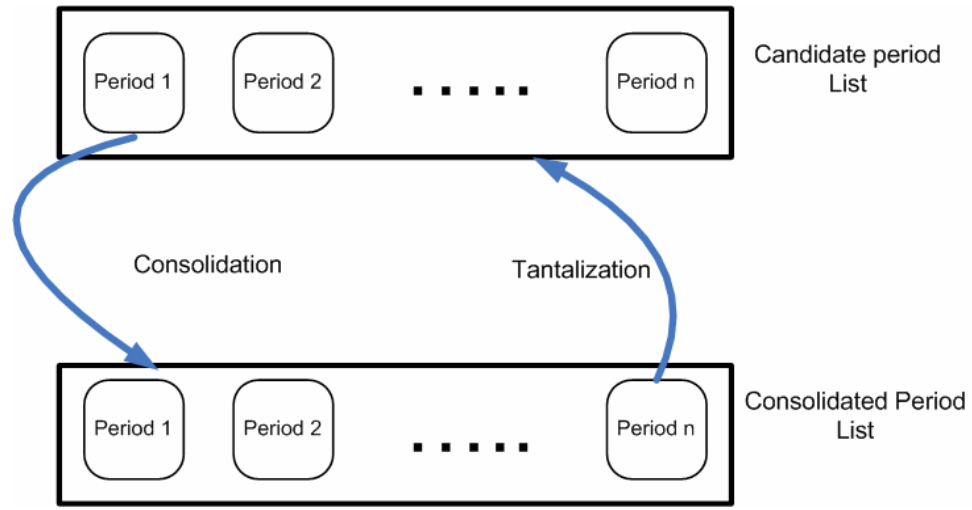 Period 1
Period 2
.....
Period n
Candidate period
List
Consolidation
Tantalization
Period 1
Period 2
.....
Period n
Consolidated Period
List